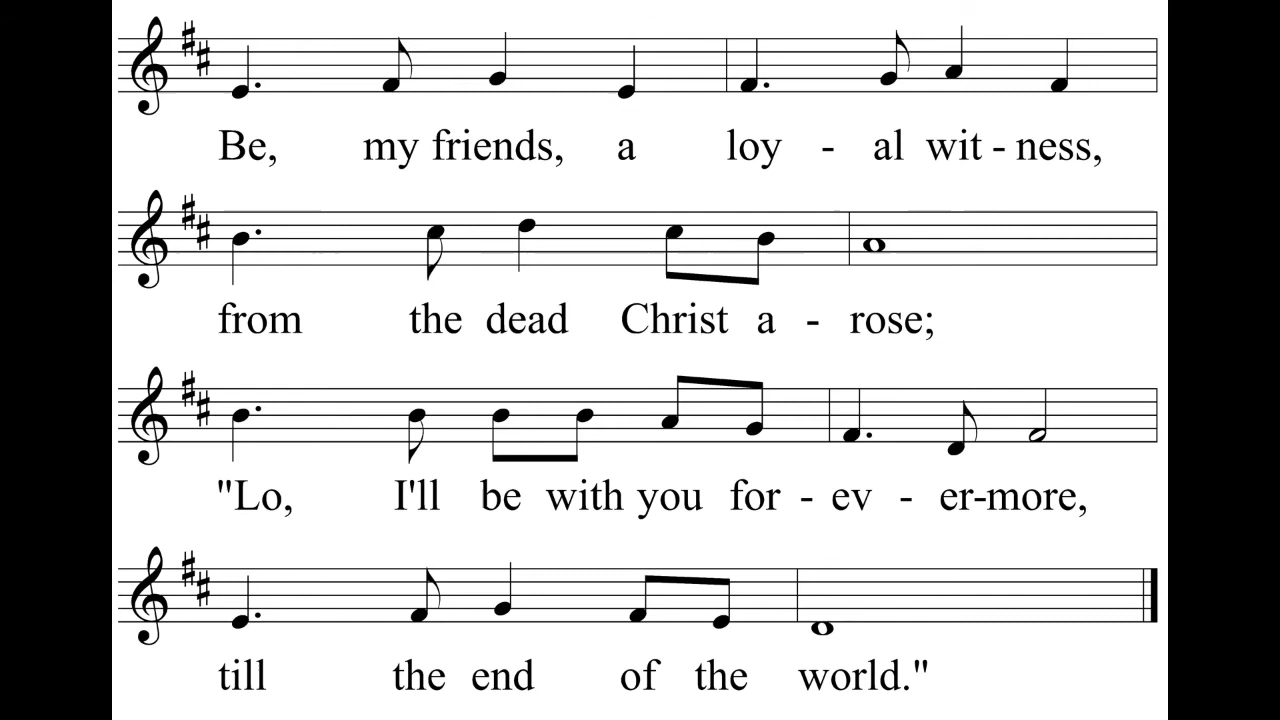 Be, my friends, a loy - al wit - ness,
from the dead Christ a - rose;
"Lo, I'll be with you for - ev - er-more,
till the end of the world."